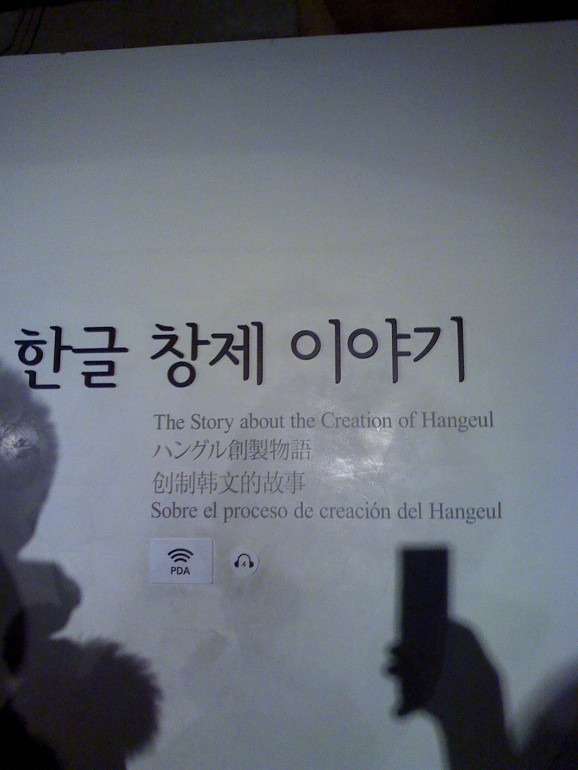 한글 창제 이야기
The Story about the Creation of Hangeul
ハングル創製物語
创制韩文的故事
Sobre el proceso de creación del Hangeul
PDA
4